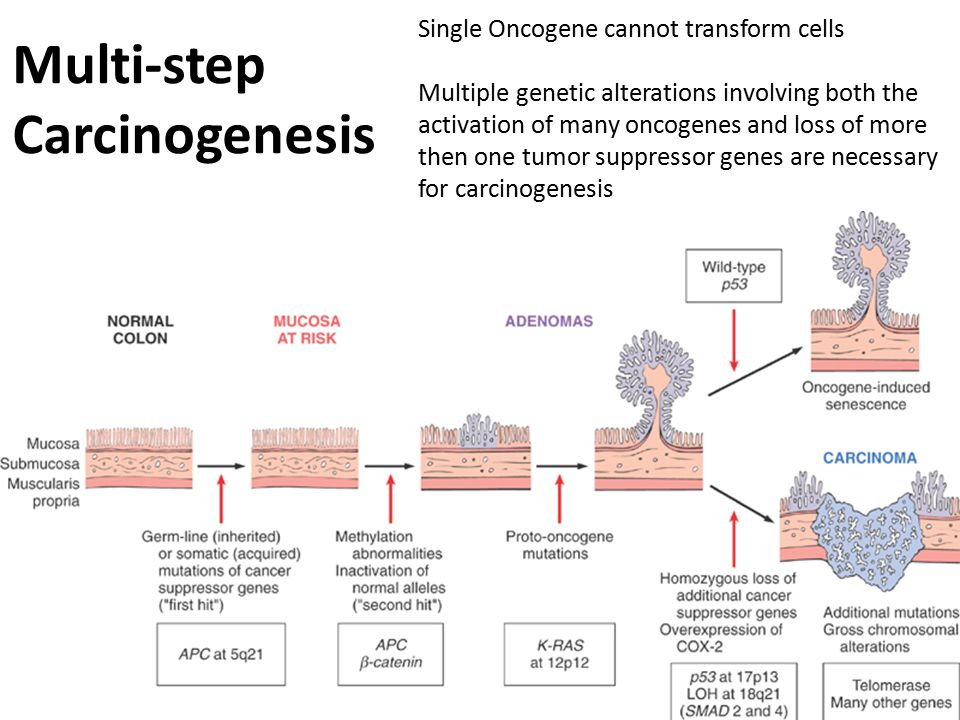 Multi-step
Carcinogenesis
Single Oncogene cannot transform cells
Multiple genetic alterations involving both the
activation of many oncogenes and loss of more
then one tumor suppressor genes are necessary
for carcinogenesis
NORMAL
COLON
MUCOSA
AT RISK
ADENOMAS
Wild-type
p53
Oncogene-induced
senescence
CARCINOMA
Mucosa
Submucosa
Muscularis
propria
Germ-line (inherited)
or somatic (acquired)
mutations of cancer
suppressor genes
("first hit")
APC at 5q21
Methylation
abnormalities
Inactivation of
normal alleles
("second hit")
APC
β-catenin
Proto-oncogene
mutations
K-RAS
at 12p12
Homozygous loss of
additional cancer
suppressor genes
Overexpression of
COX-2
p53 at 17p13
LOH at 18q21
(SMAD 2 and 4)
Additional mutations
Gross chromosomal
alterations
Telomerase
Many other genes